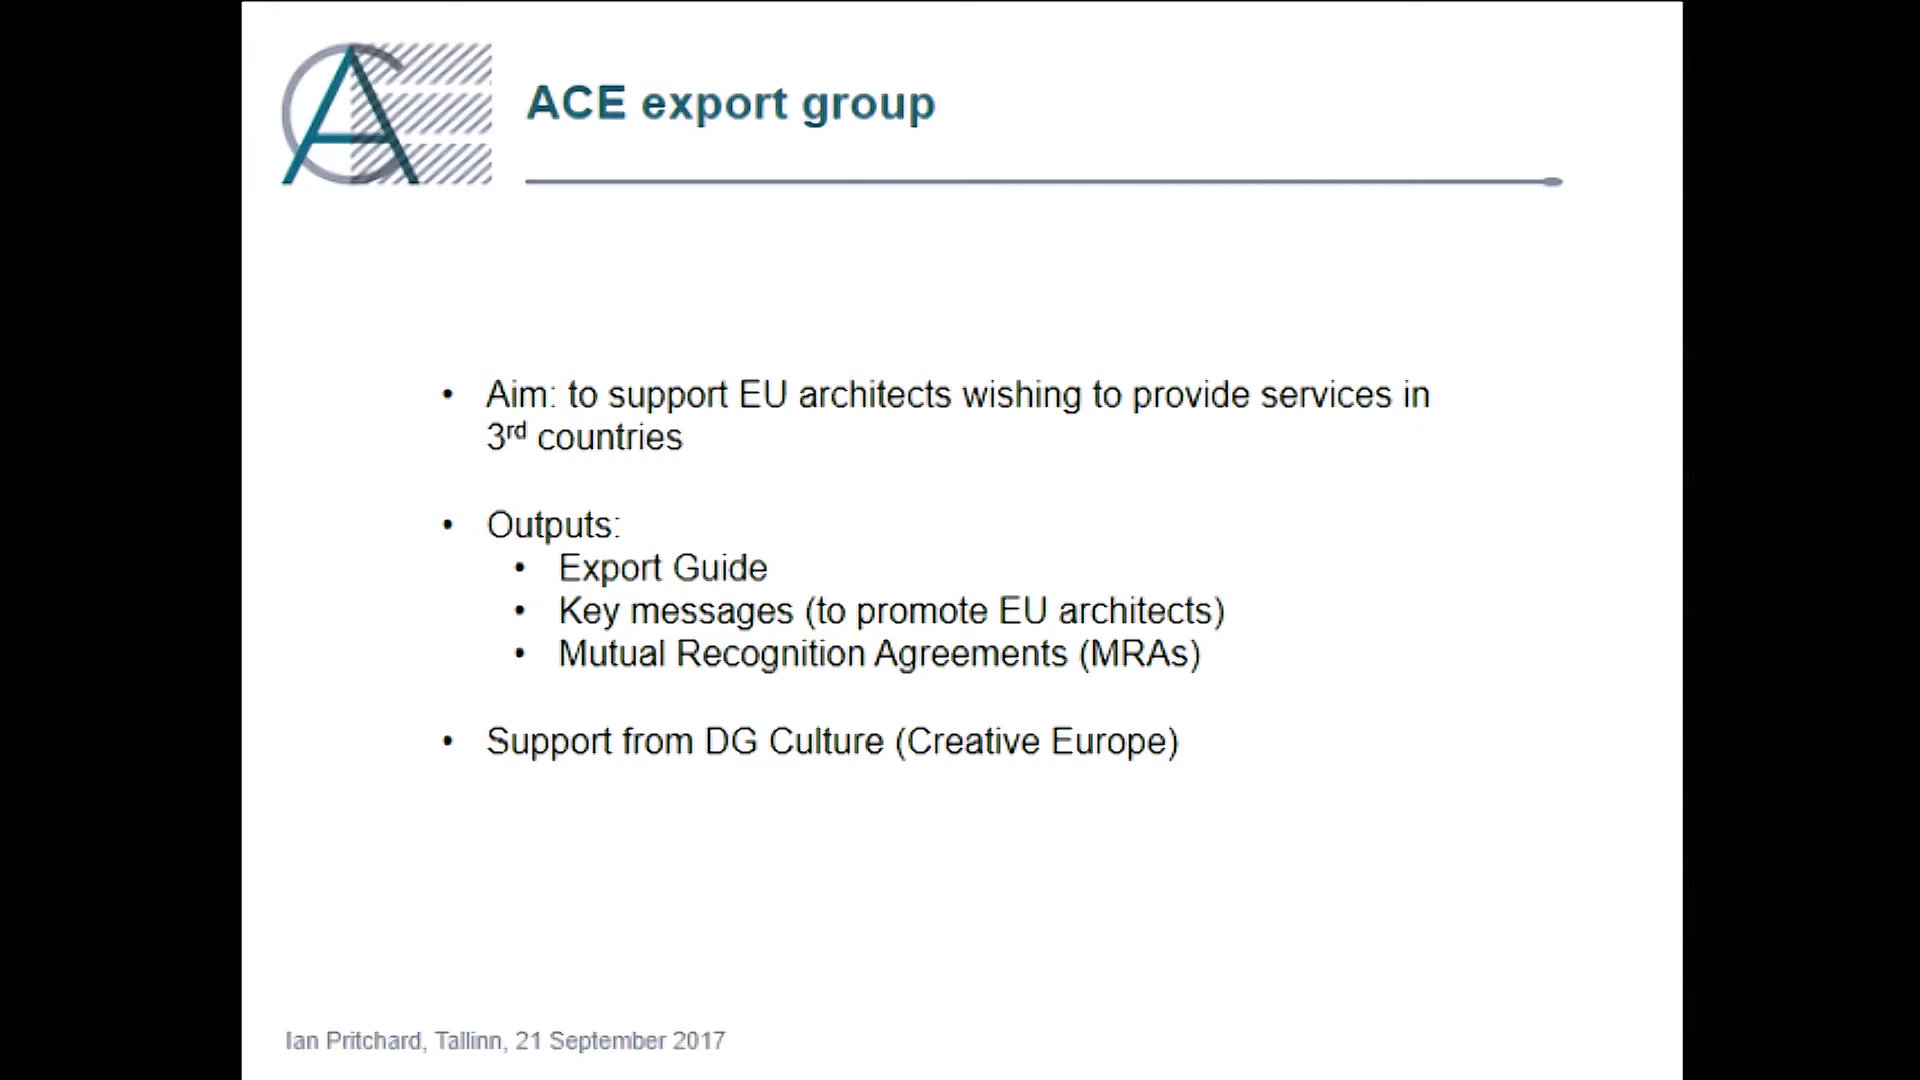 ACE
ACE export group
• Aim: to support EU architects wishing to provide services in
3rd countries
• Outputs:
• Export Guide
• Key messages (to promote EU architects)
• Mutual Recognition Agreements (MRAs)
• Support from DG Culture (Creative Europe)
Ian Pritchard, Tallinn, 21 September 2017